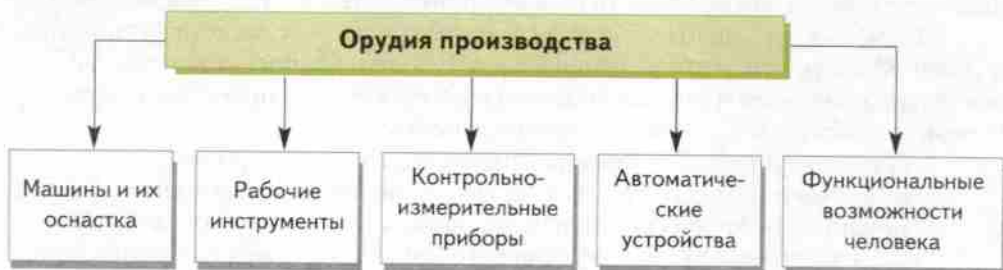 Орудия производства
Машины и их
оснастка
Рабочие
инструменты
Контрольно-
измерительные
приборы
Автоматиче-
ские
устройства
Функциональные
возможности
человека